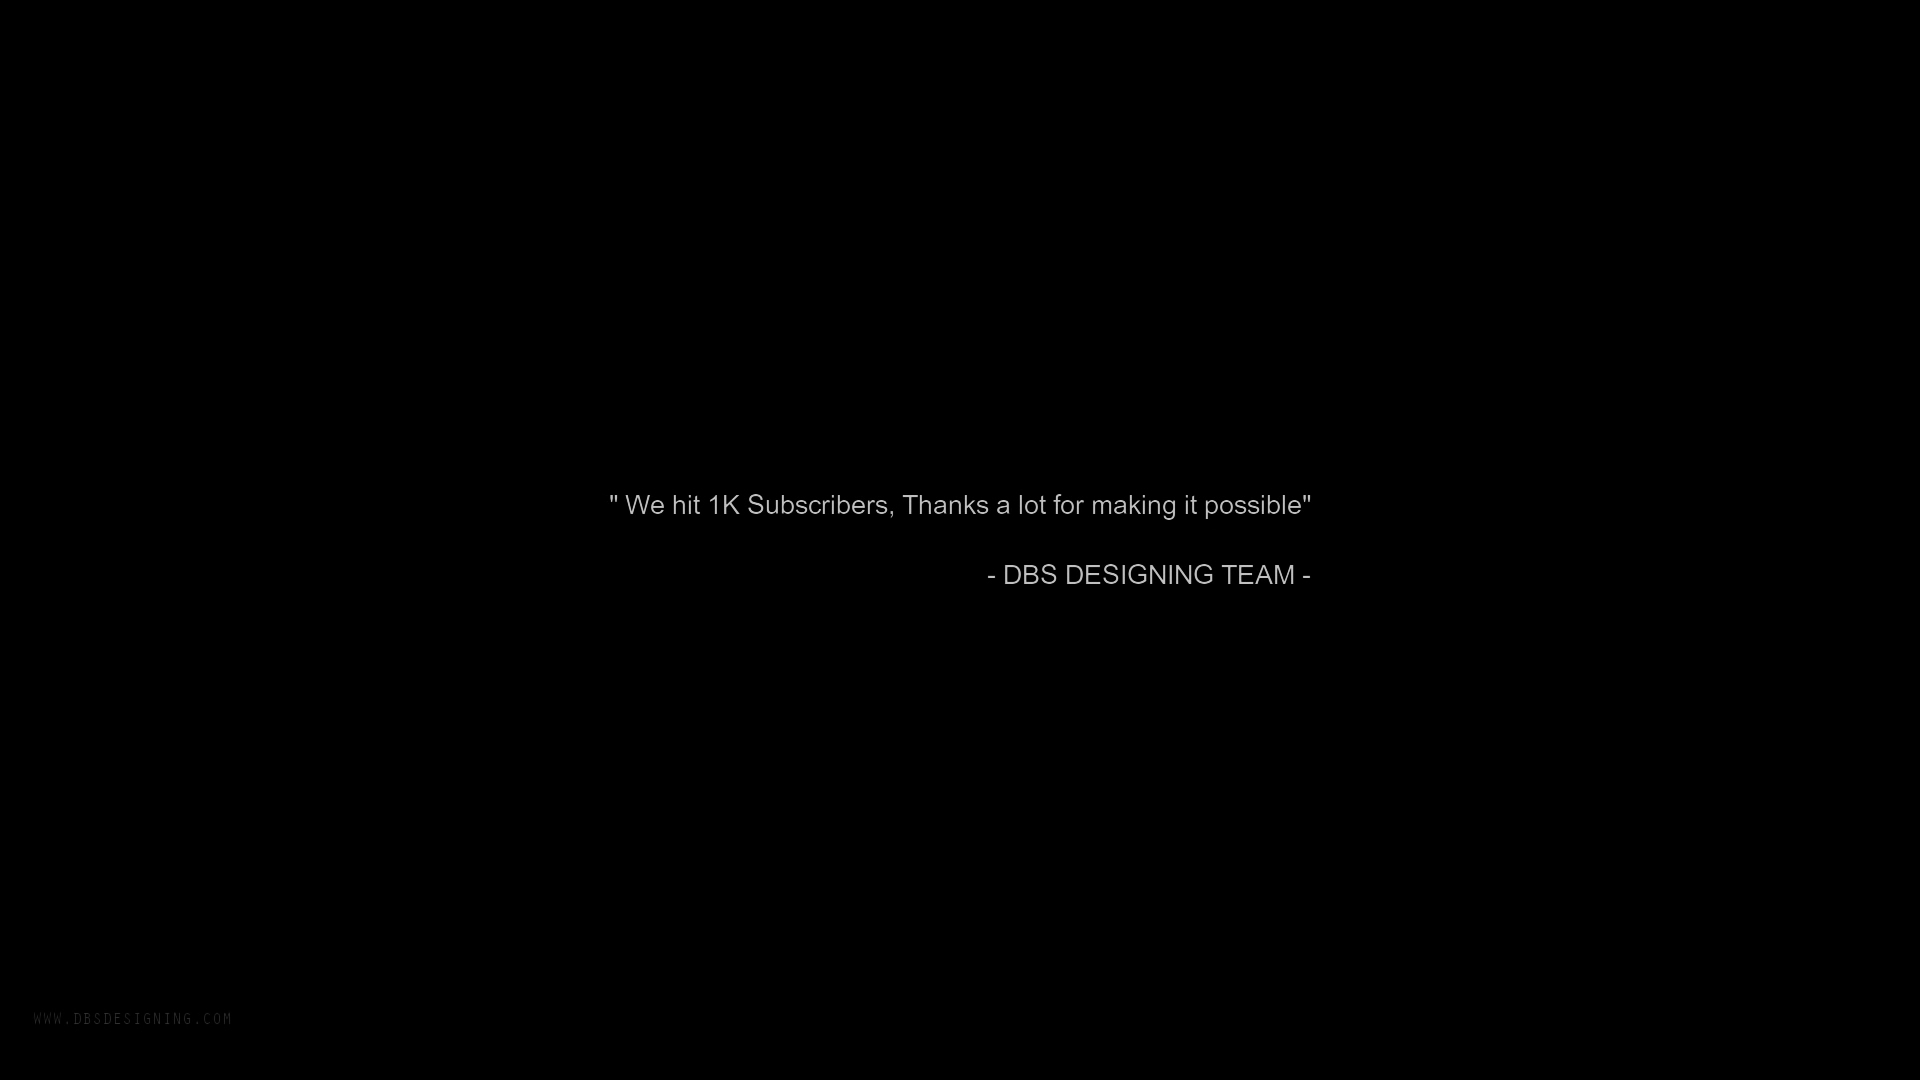 " We hit 1K Subscribers, Thanks a lot for making it possible"
- DBS DESIGNING TEAM -
WWW.DBSDESIGNING.COM